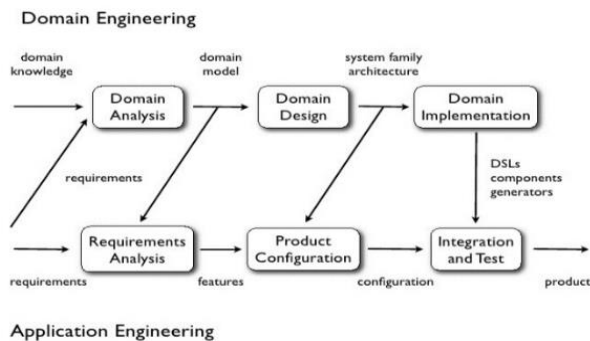 Domain Engineering
domain
knowledge
domain
model
system family
architecture
Domain
Analysis
Domain
Design
Domain
Implementation
requirements
DSLs
components
generators
Requirements
Analysis
Product
Configuration
Integration
and Test
requirements
features
configuration
product
Application Engineering